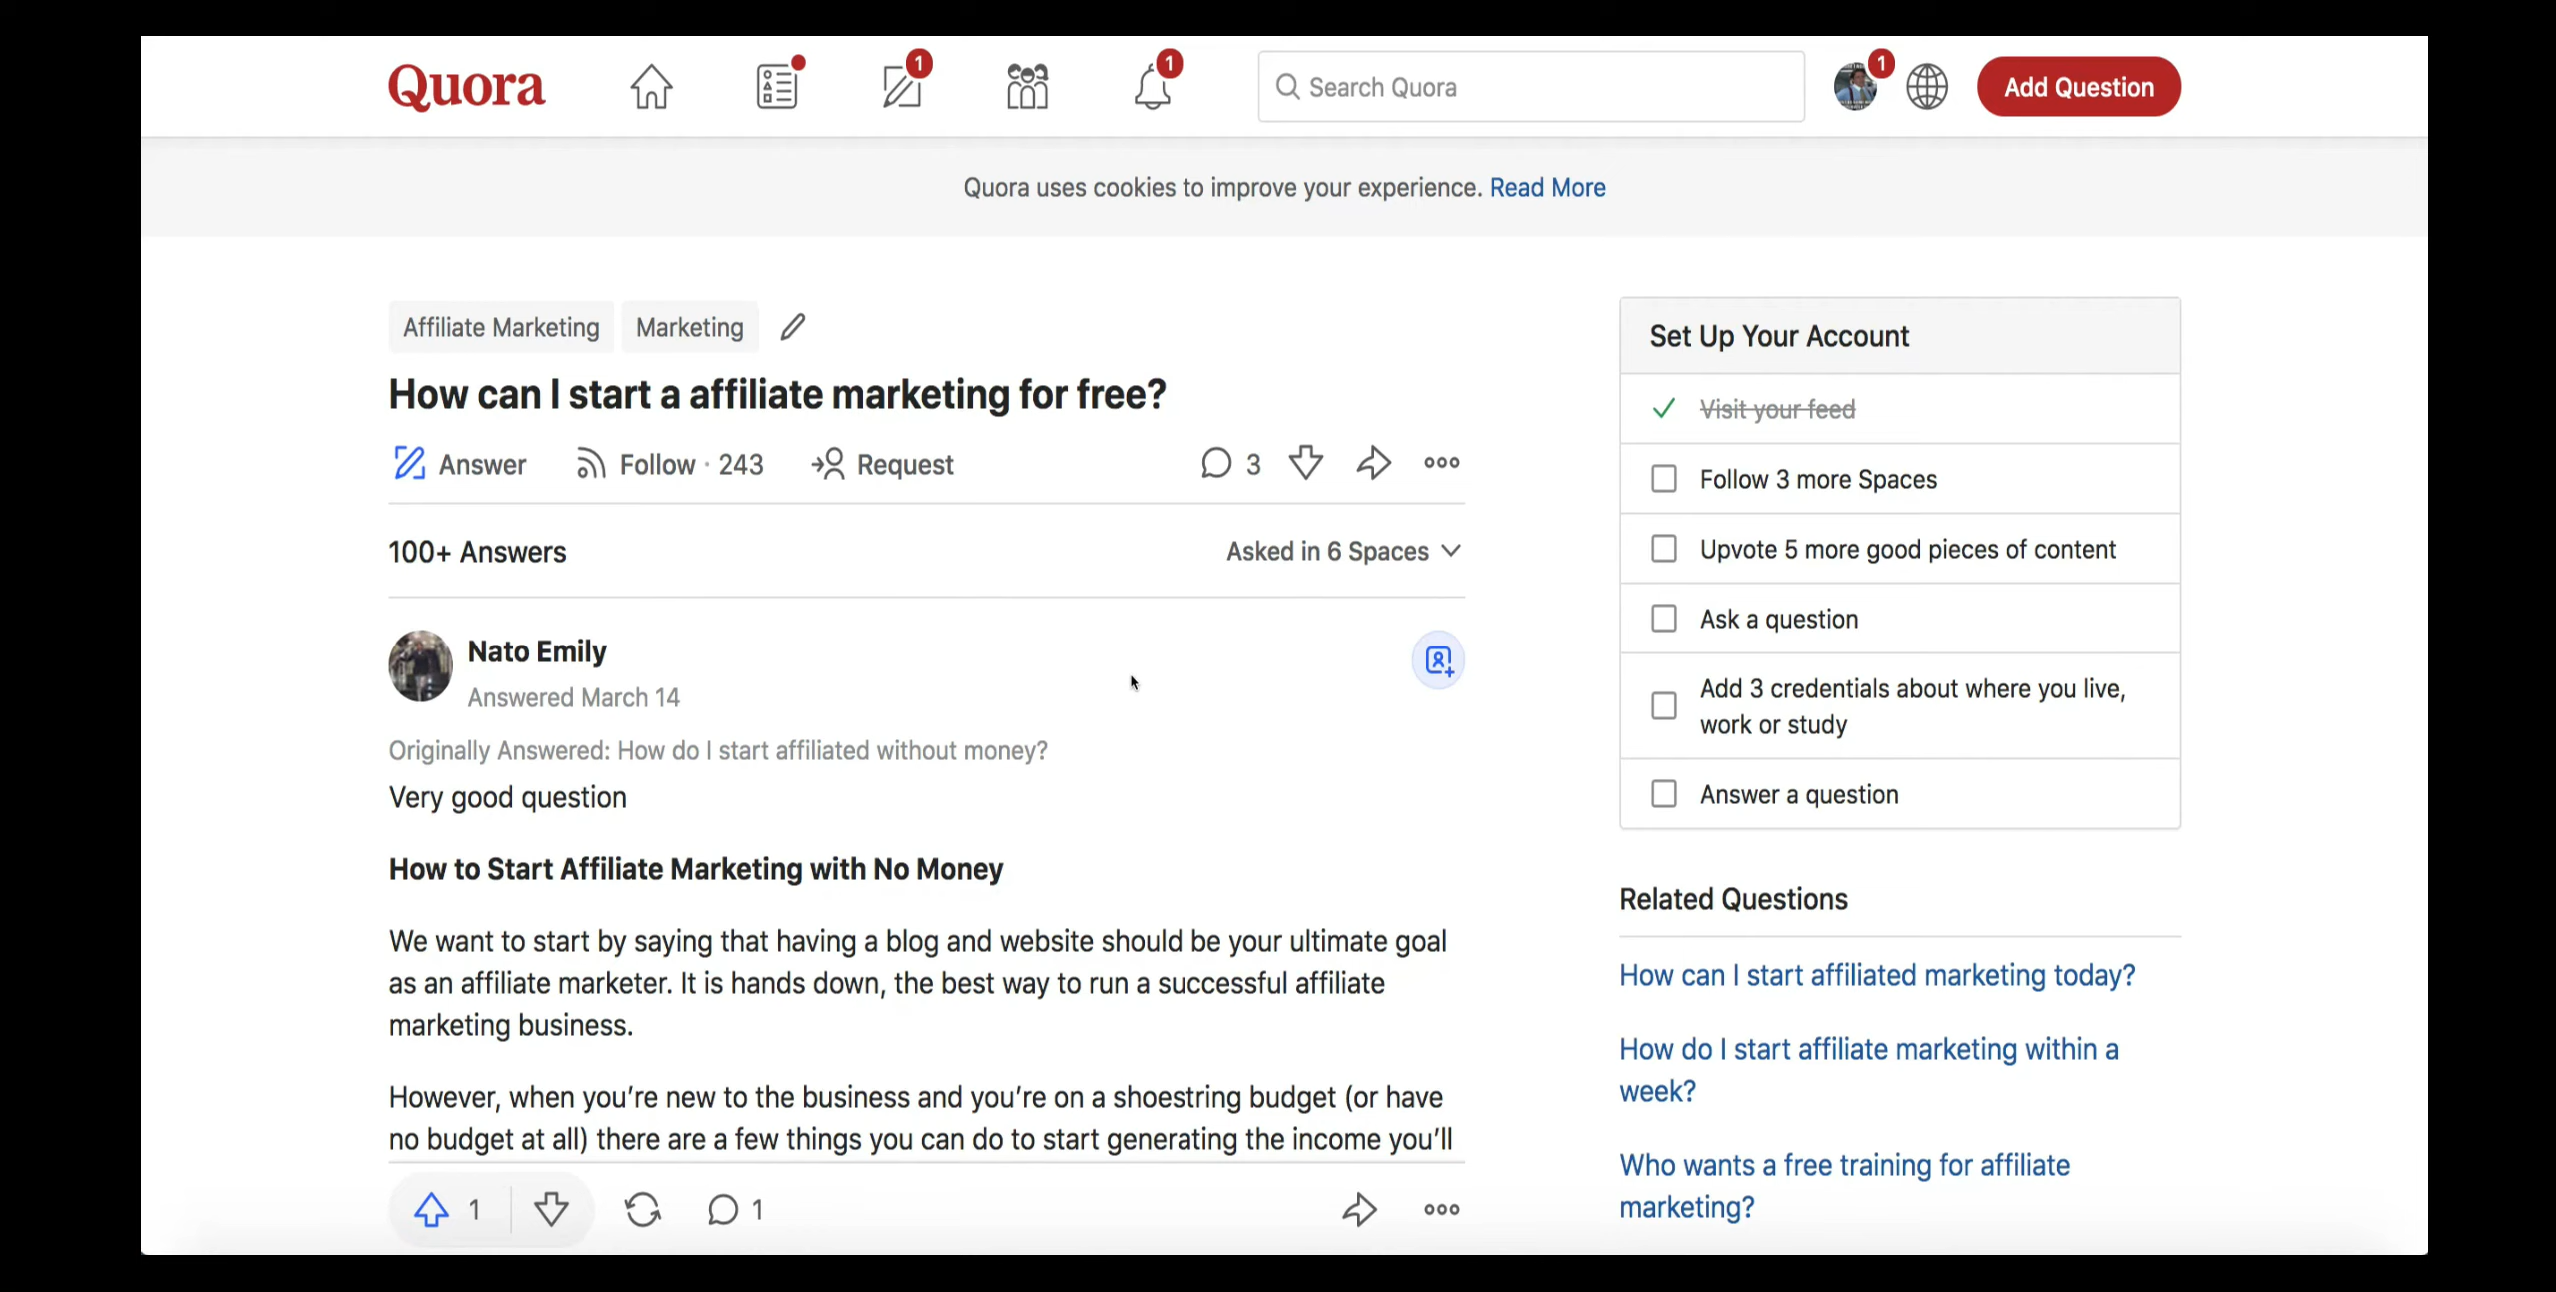 Quora
1
1
Search Quora
1
Add Question
Quora uses cookies to improve your experience. Read More
Affiliate Marketing
Marketing
How can I start a affiliate marketing for free?
Answer
Follow · 243
Request
3
100+ Answers
Asked in 6 Spaces
Nato Emily
Answered March 14
Originally Answered: How do I start affiliated without money?
Very good question
How to Start Affiliate Marketing with No Money
We want to start by saying that having a blog and website should be your ultimate goal
as an affiliate marketer. It is hands down, the best way to run a successful affiliate
marketing business.
However, when you're new to the business and you're on a shoestring budget (or have
no budget at all) there are a few things you can do to start generating the income you'll
1
1
Set Up Your Account
Visit your feed
Follow 3 more Spaces
Upvote 5 more good pieces of content
Ask a question
Add 3 credentials about where you live,
work or study
Answer a question
Related Questions
How can I start affiliated marketing today?
How do I start affiliate marketing within a
week?
Who wants a free training for affiliate
marketing?